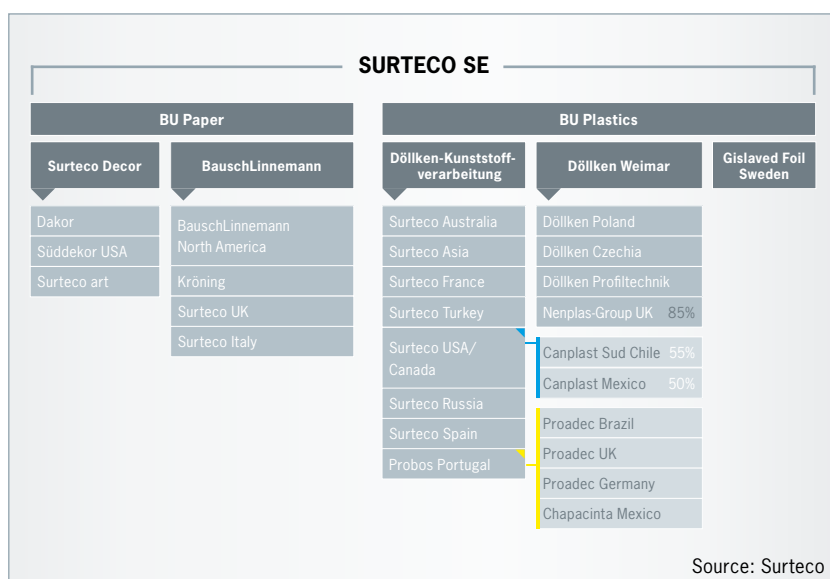 SURTECO SE
BU Paper
BU Plastics
Surteco Decor
BauschLinnemann
Döllken-Kunststoff-
verarbeitung
Döllken Weimar
Gislaved Foil
Sweden
Dakor
Süddekor USA
Surteco art
BauschLinnemann
North America
Kröning
Surteco UK
Surteco Italy
Surteco Australia
Surteco Asia
Surteco France
Surteco Turkey
Surteco USA/
Canada
Surteco Russia
Surteco Spain
Probos Portugal
Döllken Poland
Döllken Czechia
Döllken Profiltechnik
Nenplas-Group UK 85%
Canplast Sud Chile 55%
Canplast Mexico 50%
Proadec Brazil
Proadec UK
Proadec Germany
Chapacinta Mexico
Source: Surteco